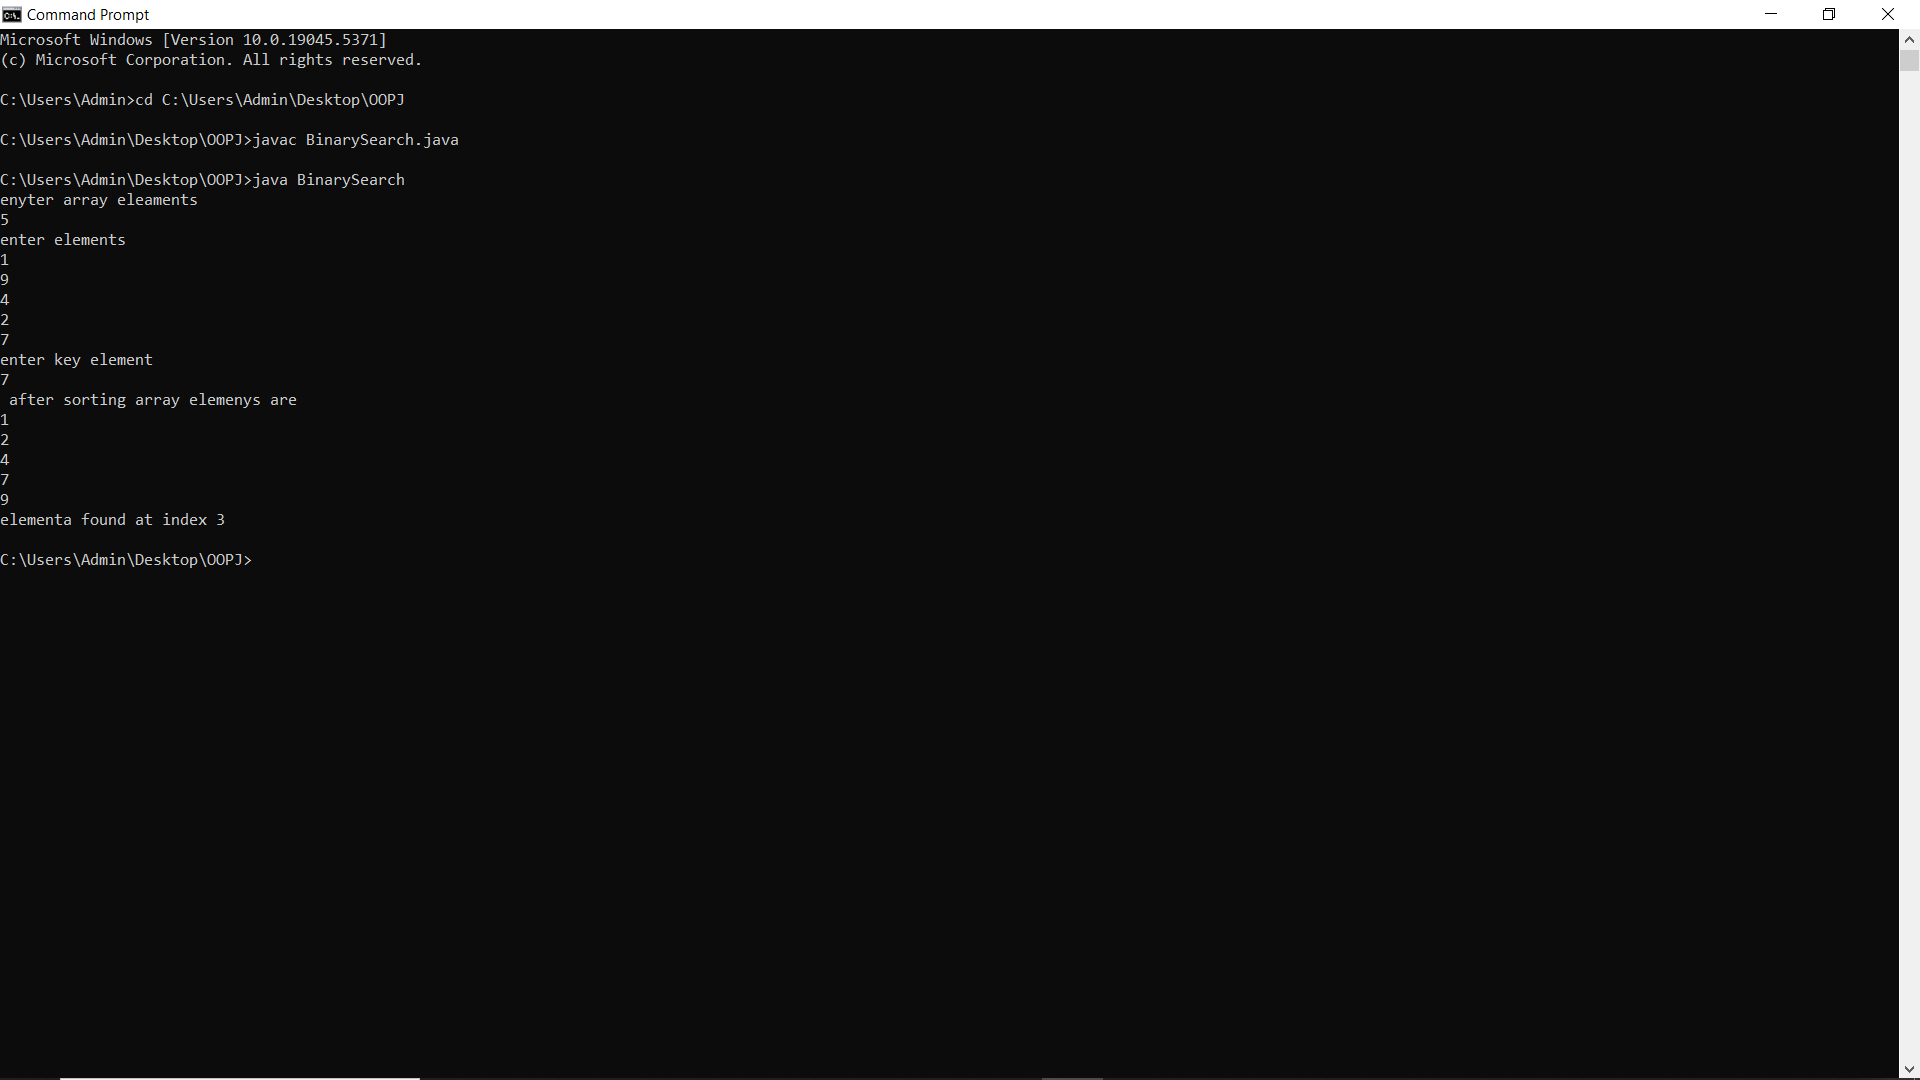 Command Prompt
Microsoft Windows [Version 10.0.19045.5371]
(c) Microsoft Corporation. All rights reserved.
C:\Users\Admin>cd C:\Users\Admin\Desktop\OOPJ
C:\Users\Admin\Desktop\OOPJ>javac BinarySearch.java
C:\Users\Admin\Desktop\OOPJ>java BinarySearch
enyter array eleaments
5
enter elements
1
9
4
2
7
enter key element
7
 after sorting array elemenys are
1
2
4
7
9
elementa found at index 3
C:\Users\Admin\Desktop\OOPJ>